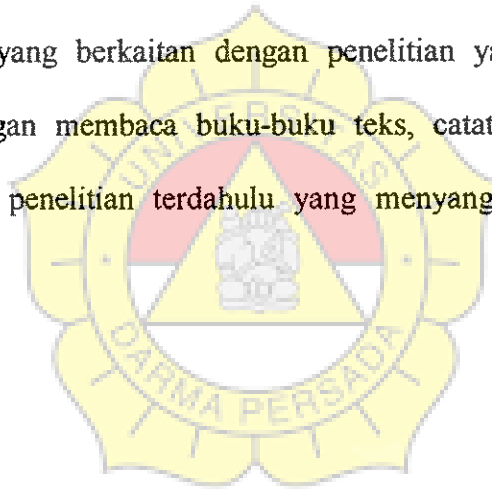 yang berkaitan dengan penelitian ya
gan membaca buku-buku teks, catat
penelitian terdahulu yang menyang
UNIVERSITAS
DARMA PERSADA